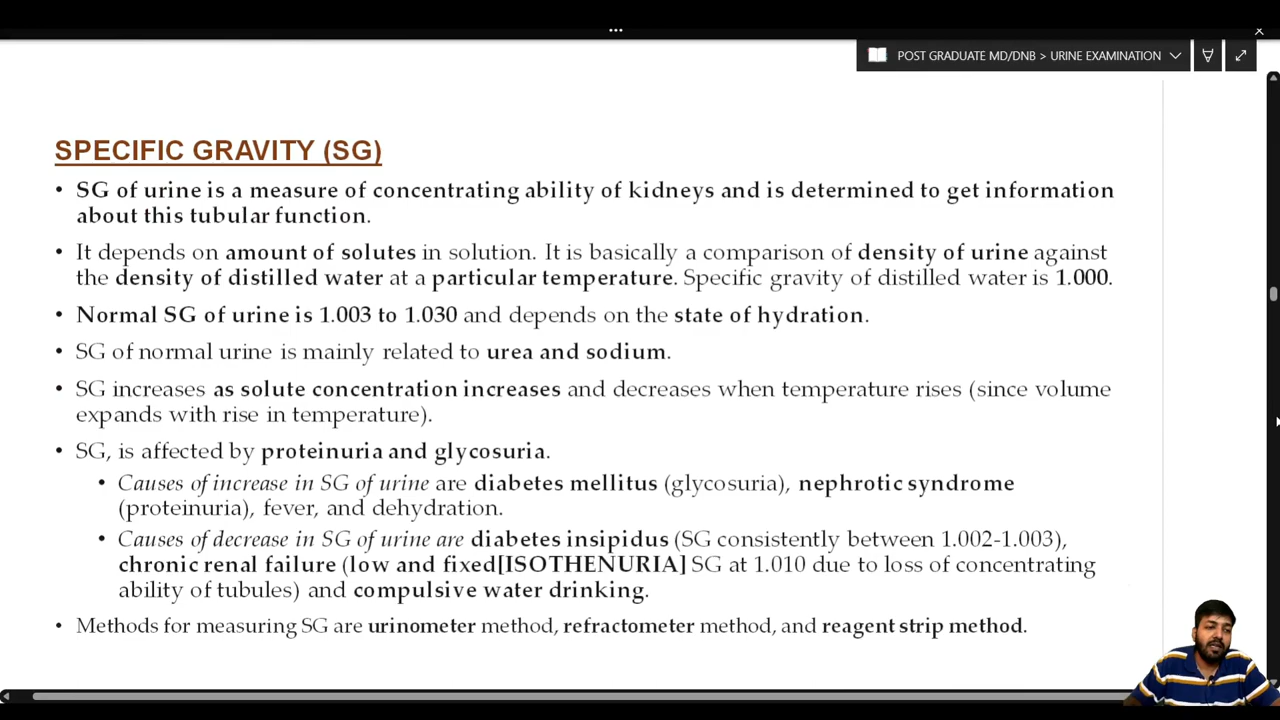 POST GRADUATE MD/DNB > URINE EXAMINATION
SPECIFIC GRAVITY (SG)
• SG of urine is a measure of concentrating ability of kidneys and is determined to get information
about this tubular function.
• It depends on amount of solutes in solution. It is basically a comparison of density of urine against
the density of distilled water at a particular temperature. Specific gravity of distilled water is 1.000.
• Normal SG of urine is 1.003 to 1.030 and depends on the state of hydration.
• SG of normal urine is mainly related to urea and sodium.
• SG increases as solute concentration increases and decreases when temperature rises (since volume
expands with rise in temperature).
• SG, is affected by proteinuria and glycosuria.
• Causes of increase in SG of urine are diabetes mellitus (glycosuria), nephrotic syndrome
(proteinuria), fever, and dehydration.
• Causes of decrease in SG of urine are diabetes insipidus (SG consistently between 1.002-1.003),
chronic renal failure (low and fixed[ISOTHENURIA] SG at 1.010 due to loss of concentrating
ability of tubules) and compulsive water drinking.
• Methods for measuring SG are urinometer method, refractometer method, and reagent strip method.